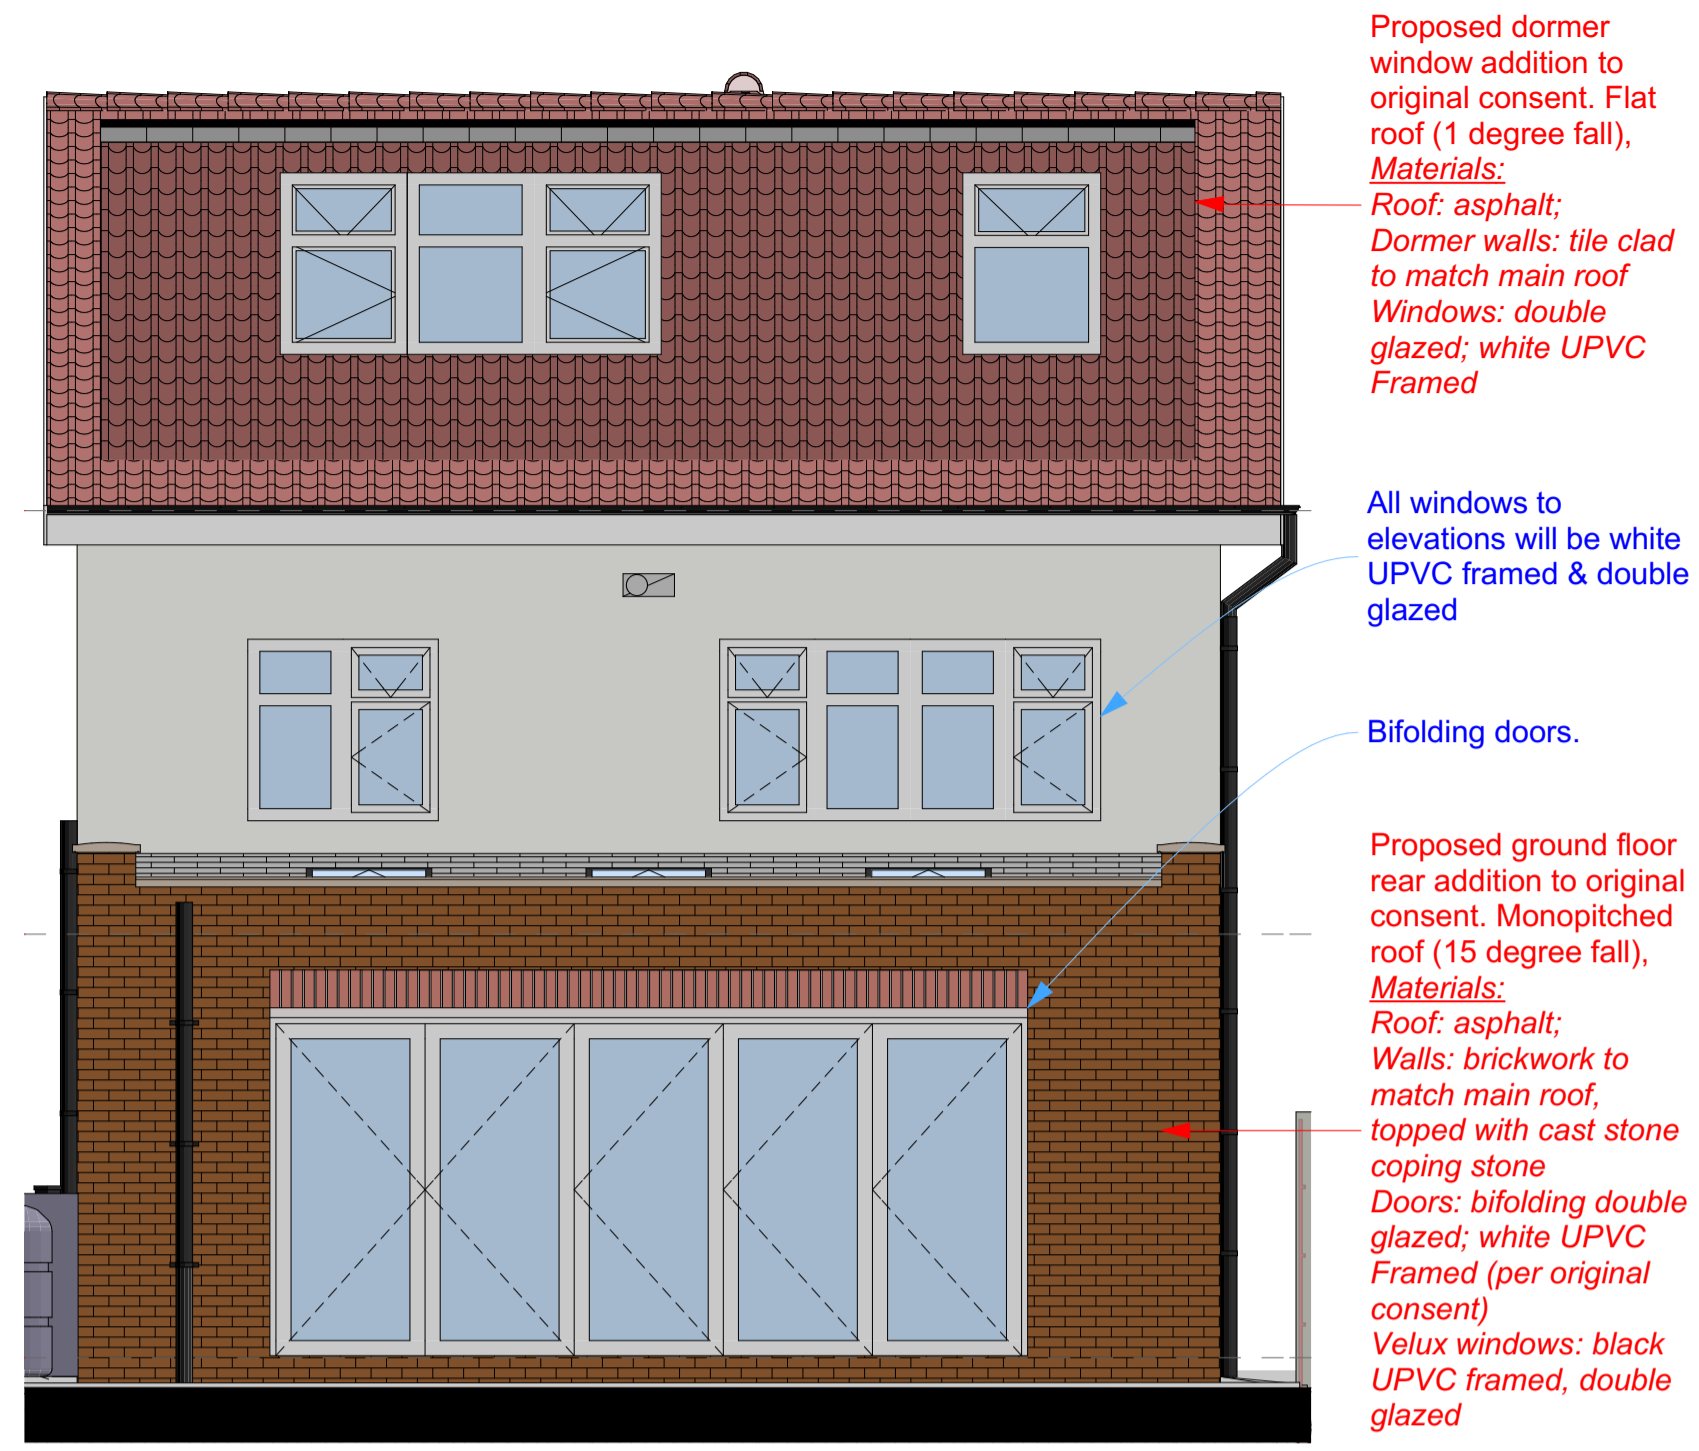 Proposed dormer
window addition to
original consent. Flat
roof (1 degree fall),
Materials:
Roof: asphalt;
Dormer walls: tile clad
to match main roof
Windows: double
glazed; white UPVC
Framed
All windows to
elevations will be white
UPVC framed & double
glazed
Bifolding doors.
Proposed ground floor
rear addition to original
consent. Monopitched
roof (15 degree fall),
Materials:
Roof: asphalt;
Walls: brickwork to
match main roof,
topped with cast stone
coping stone
Doors: bifolding double
glazed; white UPVC
Framed (per original
consent)
Velux windows: black
UPVC framed, double
glazed